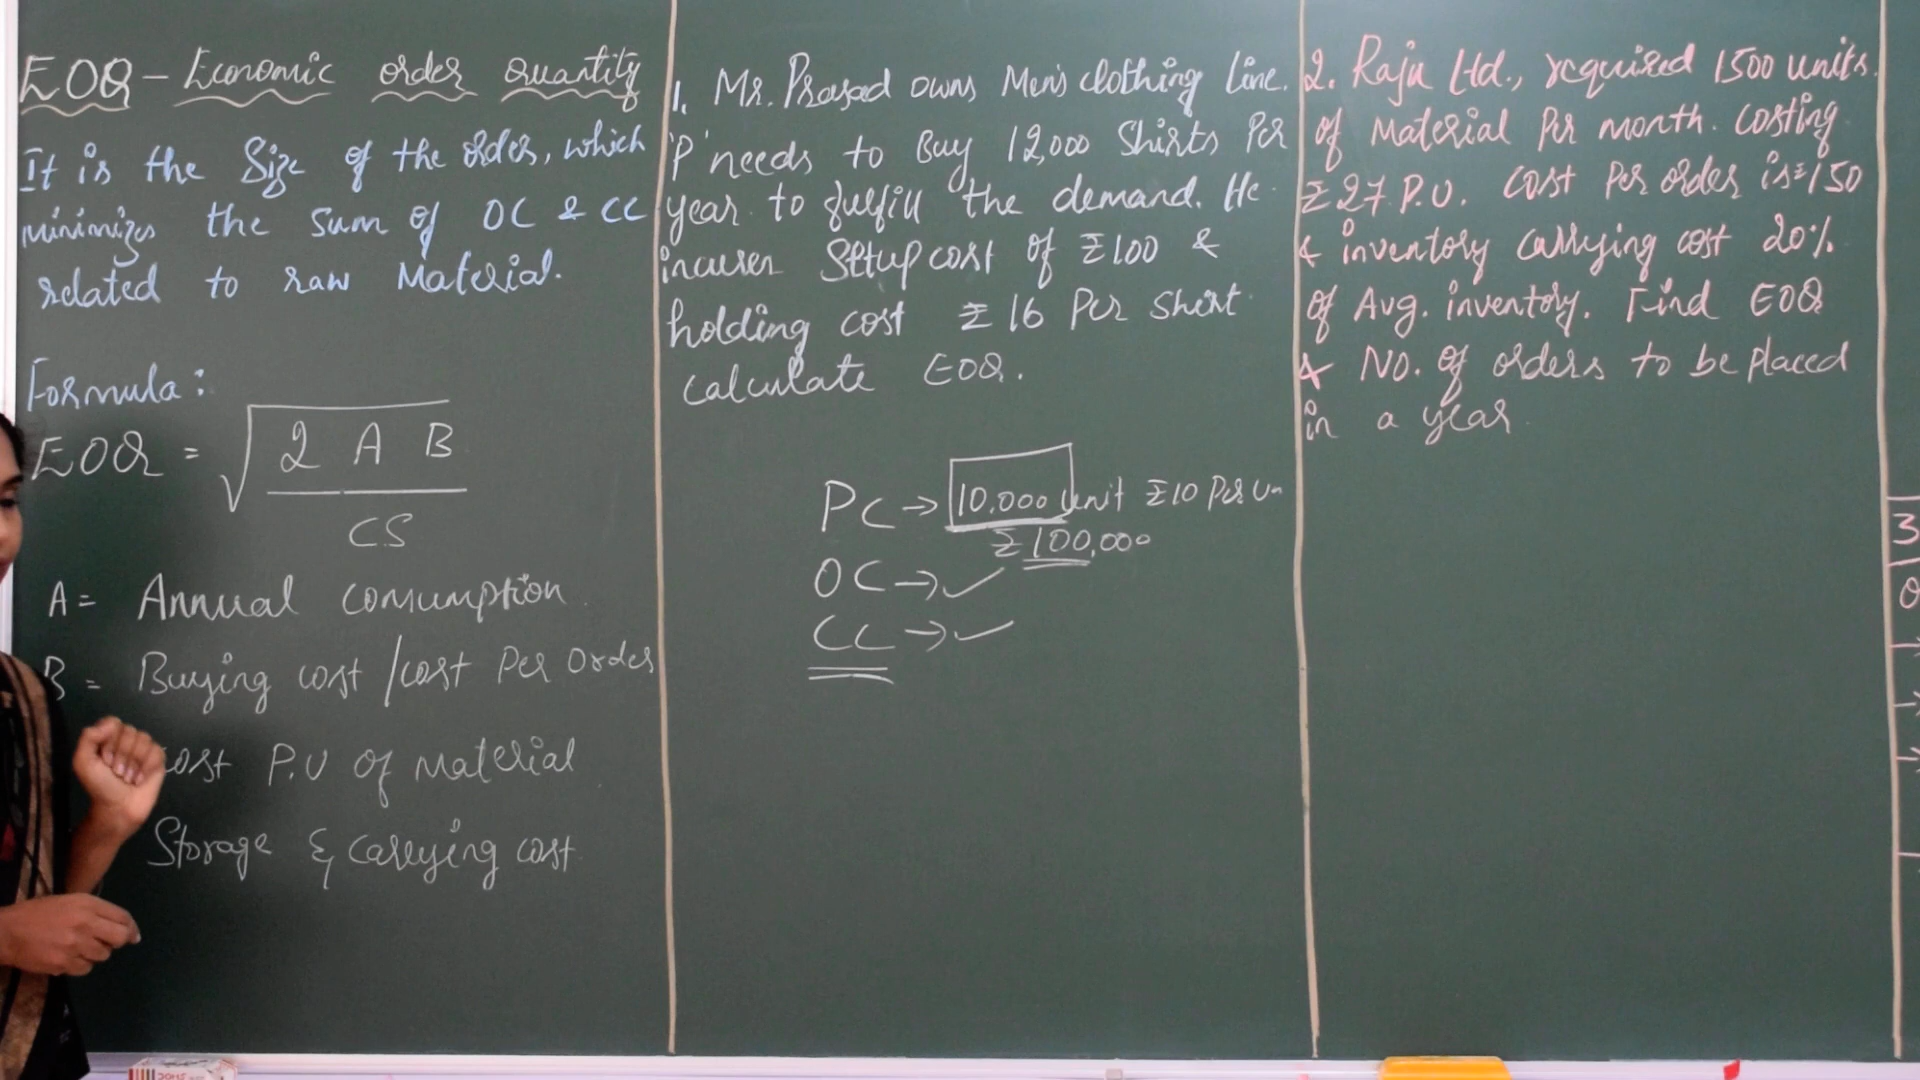 EOQ - Economic order quantity
It is the Size of the order, which
minimizes the sum of OC & CC
related to raw Material.
Formula:
EOQ = √ 2 A B
CS
A = Annual consumption
B = Buying cost / cost Per Order
cost P.U of Material
Storage & carrying cost
1. Mr. Prasad owns Men's clothing Line.
'P' needs to Buy 12,000 Shirts Per
year to fulfill the demand. He
Setup cost of ₹100 &
holding cost ₹16 Per Shirt
calculate EOQ.
PC → 10,000 unit ₹10 Per
₹100,000
OC → ✓
CC → ✓
2. Raju Ltd., required 1500 units
of Material Per month. costing
₹27 P.U. cost Per order is ₹150
& inventory carrying cost 20%
of Avg. inventory. Find EOQ
& NO. of orders to be placed
in a year
3
0